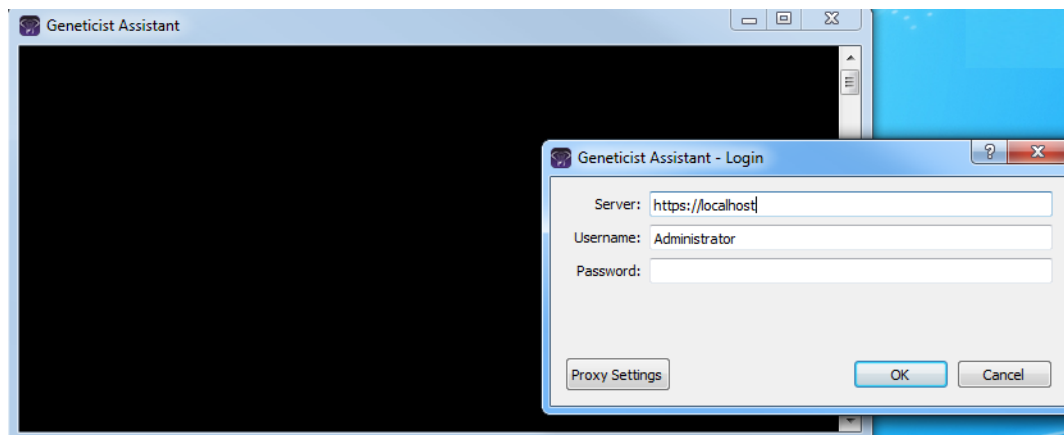 Geneticist Assistant
Geneticist Assistant - Login
Server: https://localhost
Username: Administrator
Password:
Proxy Settings
OK
Cancel